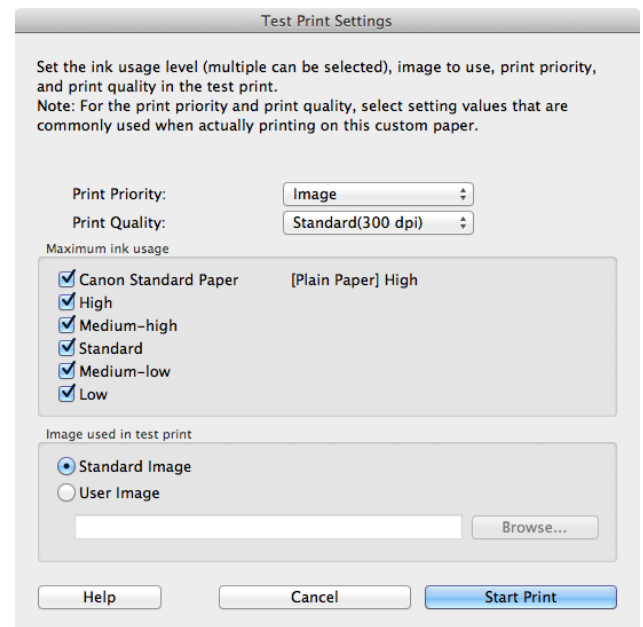 Test Print Settings
Set the ink usage level (multiple can be selected), image to use, print priority,
and print quality in the test print.
Note: For the print priority and print quality, select setting values that are
commonly used when actually printing on this custom paper.
Print Priority: Image
Print Quality: Standard(300 dpi)
Maximum ink usage
Canon Standard Paper [Plain Paper] High
High
Medium-high
Standard
Medium-low
Low
Image used in test print
Standard Image
User Image
Browse...
Help Cancel Start Print